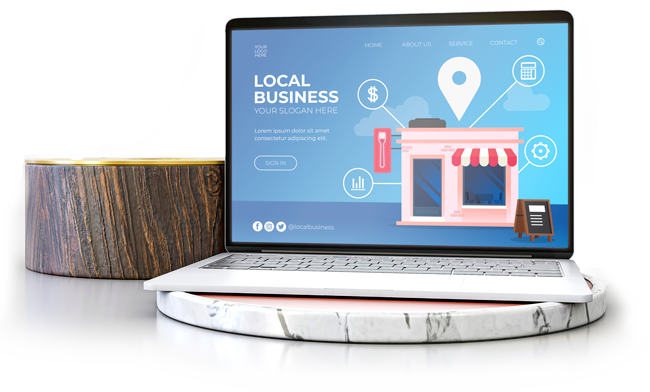 YOUR
LOGO
HERE
HOME ABOUT US SERVICE CONTACT
LOCAL
BUSINESS
YOUR SLOGAN HERE
Lorem ipsum dolor sit amet
consectetur adipiscing elit.
SIGN IN
@localbusiness